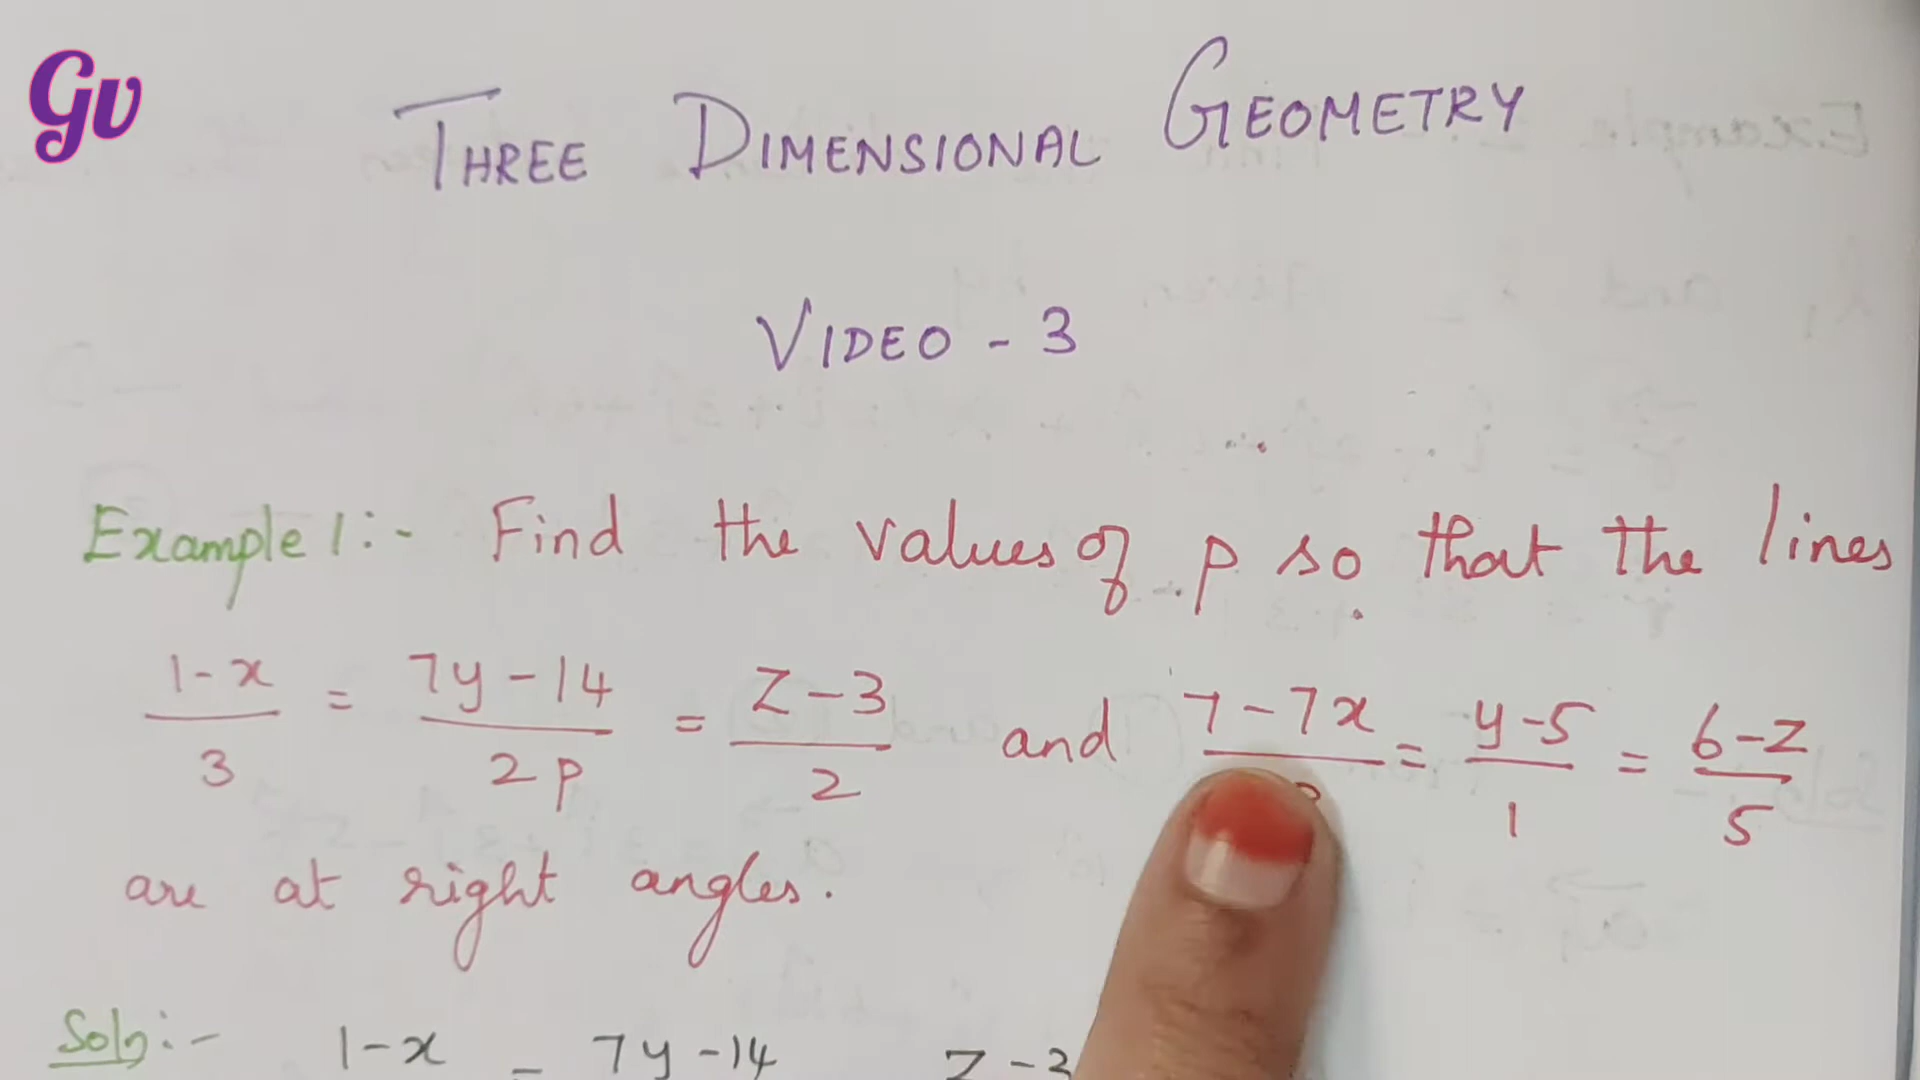 Gv
THREE DIMENSIONAL GEOMETRY
VIDEO - 3
Example 1:- Find the values of p so that the lines
1-x/3 = 7y-14/2p = z-3/2 and 7-7x/ = y-5/1 = 6-z/5
are at right angles.
Soln:- 1-x = 7y-14 z-3